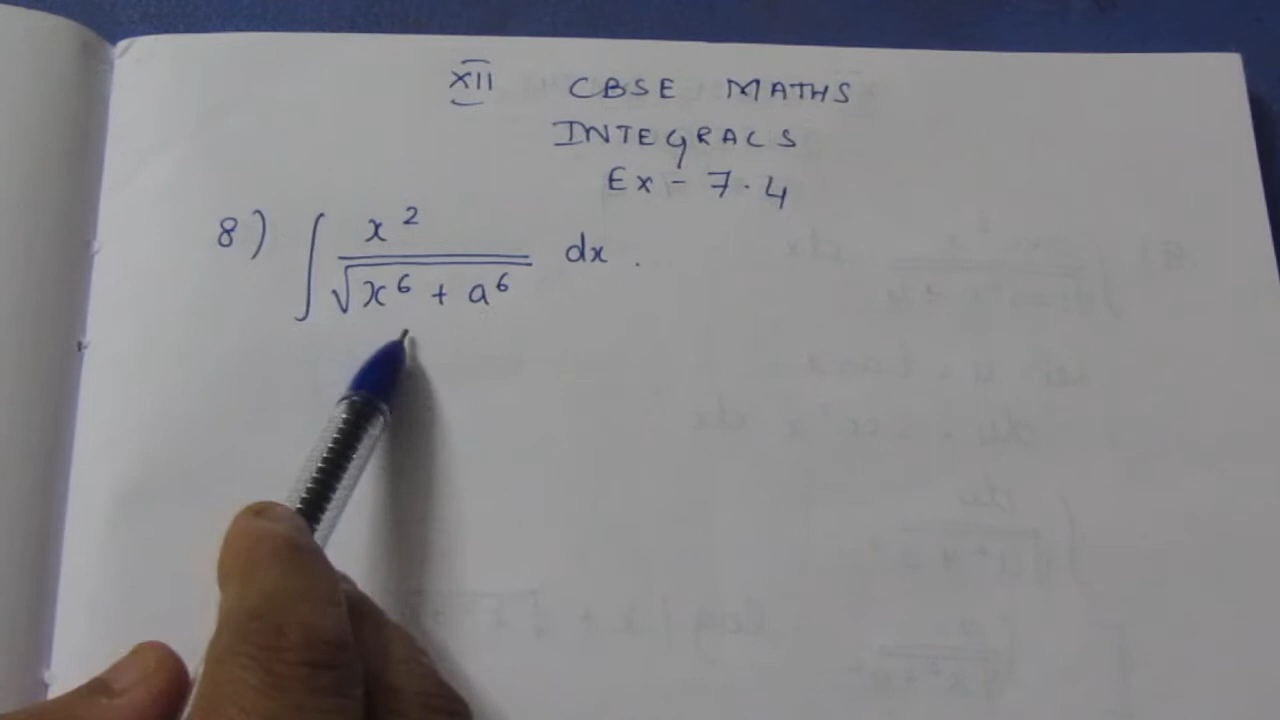 XII CBSE MATHS
INTEGRALS
Ex - 7.4
8) ∫ x² / √(x⁶ + a⁶) dx.